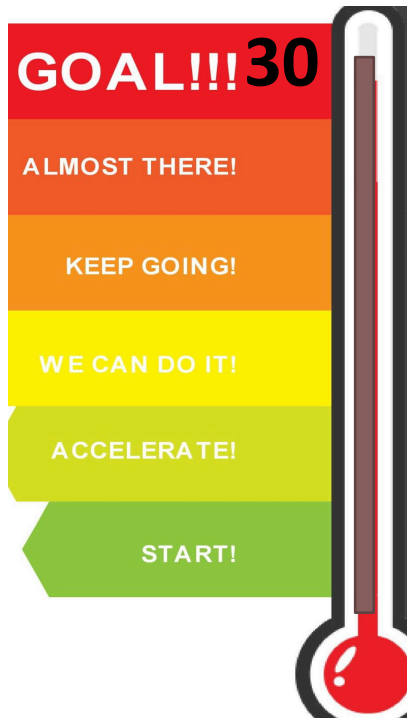 GOAL!!! 30
ALMOST THERE!
KEEP GOING!
WE CAN DO IT!
ACCELERATE!
START!